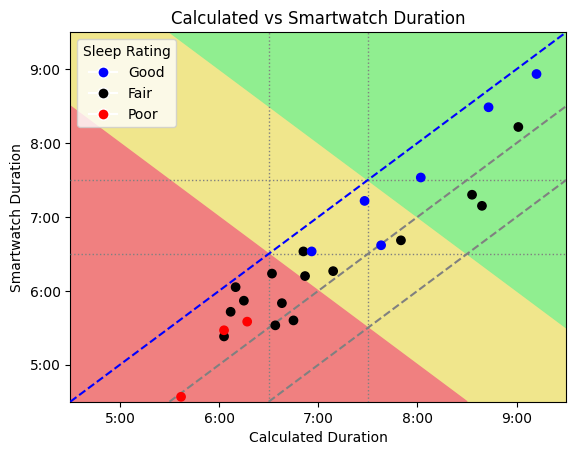 Calculated vs Smartwatch Duration
Sleep Rating
Good
Fair
Poor
9:00
8:00
7:00
6:00
5:00
Smartwatch Duration
5:00 6:00 7:00 8:00 9:00
Calculated Duration